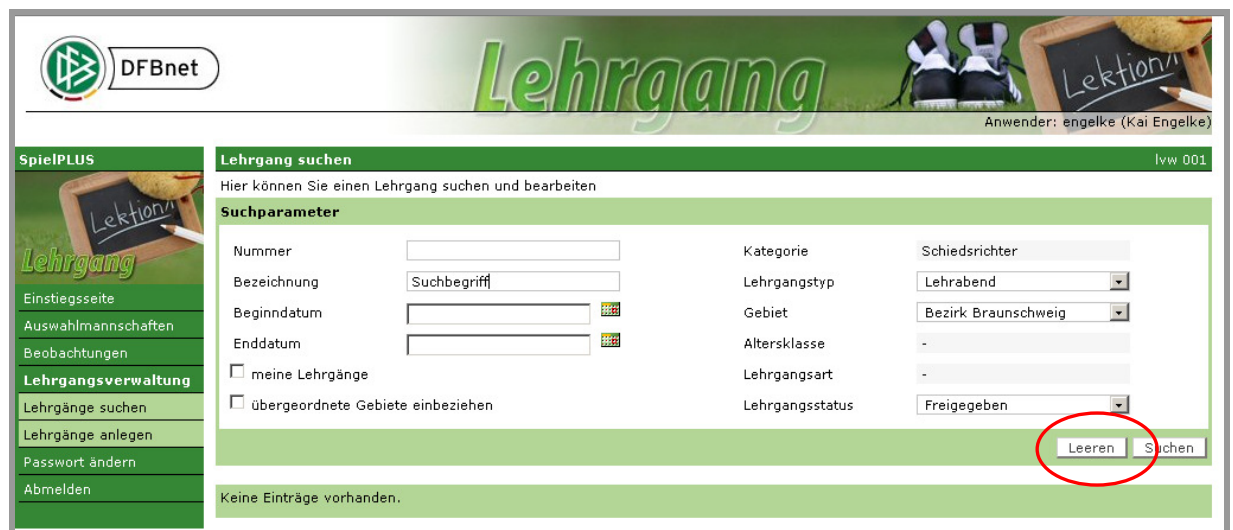 DFBnet
Lehrgang
Lektion
Anwender: engelke (Kai Engelke)
SpielPLUS
Lektion
Lehrgang
Einstiegsseite
Auswahlmannschaften
Beobachtungen
Lehrgangsverwaltung
Lehrgänge suchen
Lehrgänge anlegen
Passwort ändern
Abmelden
Lehrgang suchen lvw 001
Hier können Sie einen Lehrgang suchen und bearbeiten
Suchparameter
Nummer Kategorie Schiedsrichter
Bezeichnung Suchbegriff Lehrgangstyp Lehrabend
Beginndatum Gebiet Bezirk Braunschweig
Enddatum Altersklasse -
meine Lehrgänge Lehrgangsart -
übergeordnete Gebiete einbeziehen Lehrgangsstatus Freigegeben
Leeren Suchen
Keine Einträge vorhanden.